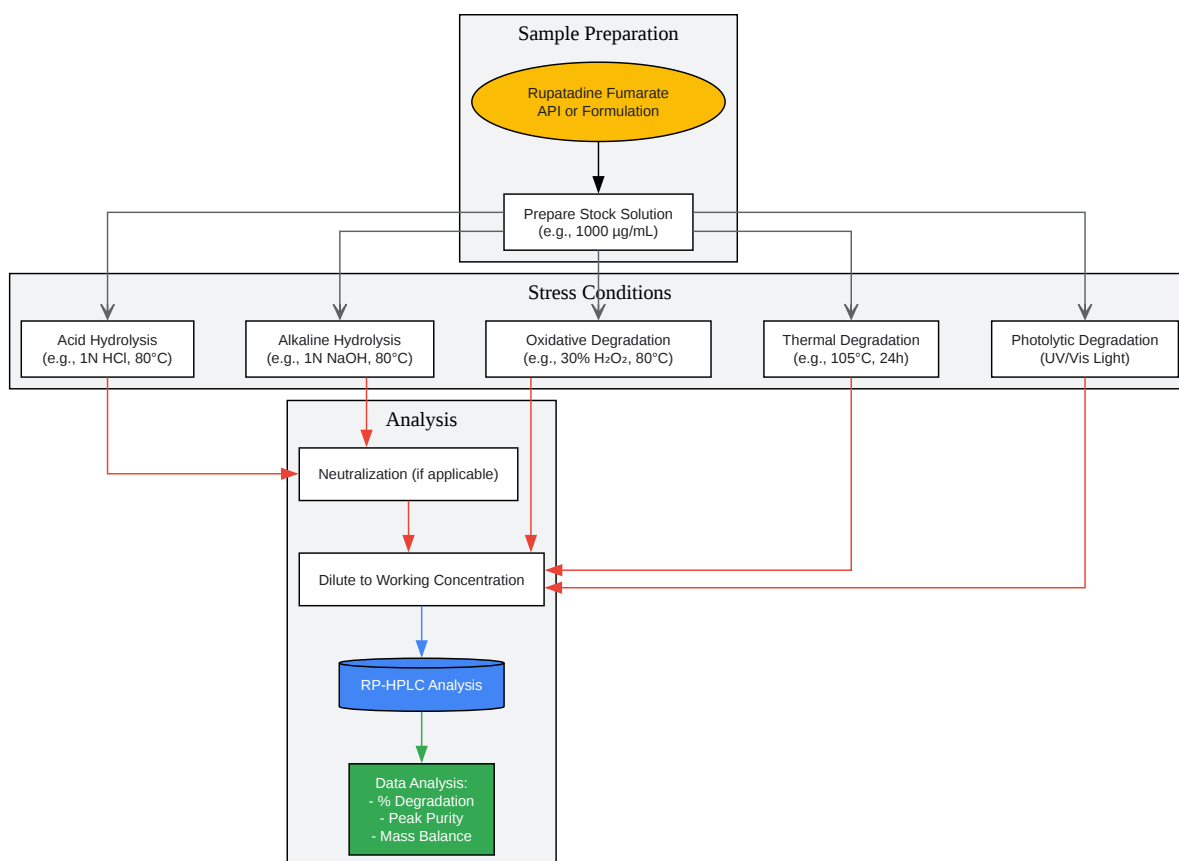 Sample Preparation
Rupatadine Fumarate
API or Formulation
Prepare Stock Solution
(e.g., 1000 µg/mL)
Stress Conditions
Acid Hydrolysis
(e.g., 1N HCl, 80°C)
Alkaline Hydrolysis
(e.g., 1N NaOH, 80°C)
Oxidative Degradation
(e.g., 30% H₂O₂, 80°C)
Thermal Degradation
(e.g., 105°C, 24h)
Photolytic Degradation
(UV/Vis Light)
Analysis
Neutralization (if applicable)
Dilute to Working Concentration
RP-HPLC Analysis
Data Analysis:
- % Degradation
- Peak Purity
- Mass Balance